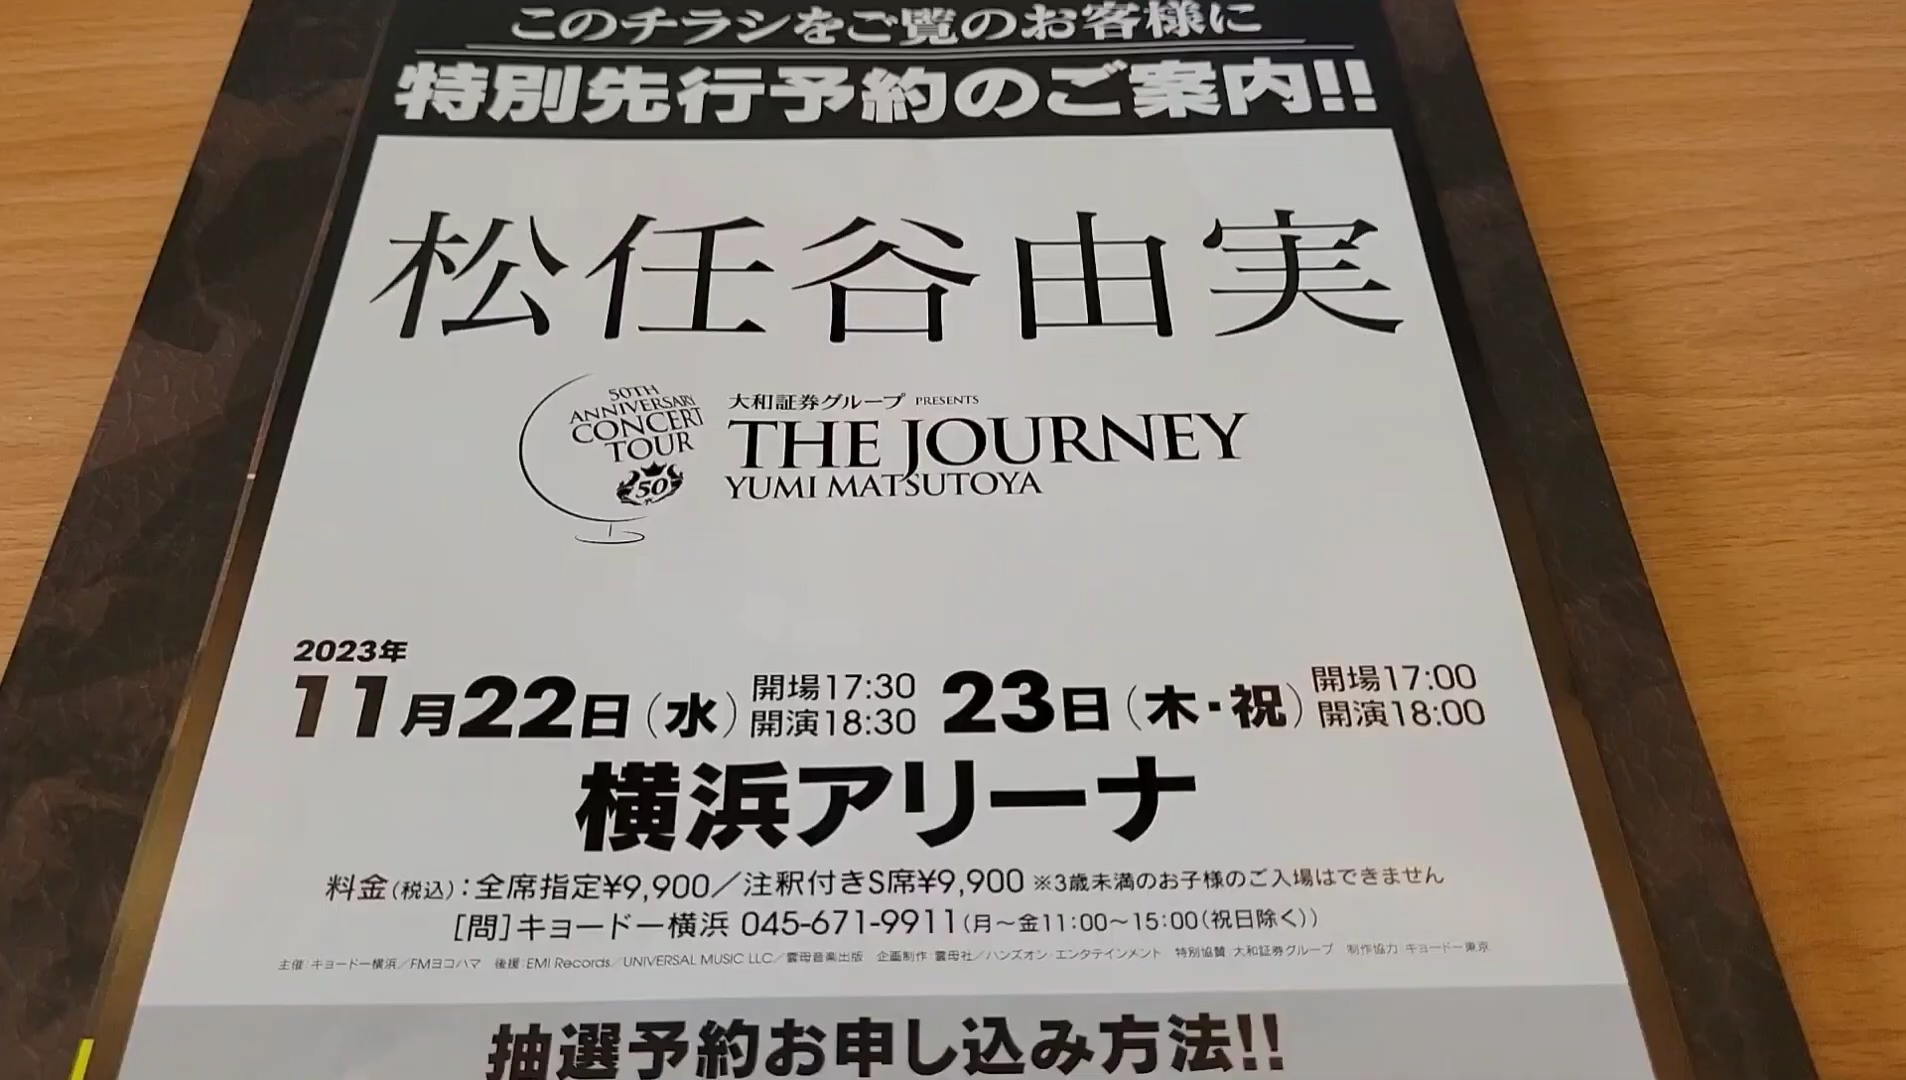 このチラシをご覧のお客様に
特別先行予約のご案内!!
松任谷由実
50TH
ANNIVERSARY
CONCERT
TOUR
50
大和証券グループ PRESENTS
THE JOURNEY
YUMI MATSUTOYA
2023年
11月22日(水) 開場17:30 開演18:30 23日(木・祝) 開場17:00 開演18:00
横浜アリーナ
料金(税込):全席指定¥9,900/注釈付きS席¥9,900 ※3歳未満のお子様のご入場はできません
[問]キョードー横浜 045-671-9911(月〜金11:00〜15:00(祝日除く))
主催:キョードー横浜/FMヨコハマ 後援:EMI Records/UNIVERSAL MUSIC LLC/雲母音楽出版 企画制作:雲母社/ハンズオン・エンタテインメント 特別協賛:大和証券グループ 制作協力:キョードー東京
抽選予約お申し込み方法!!